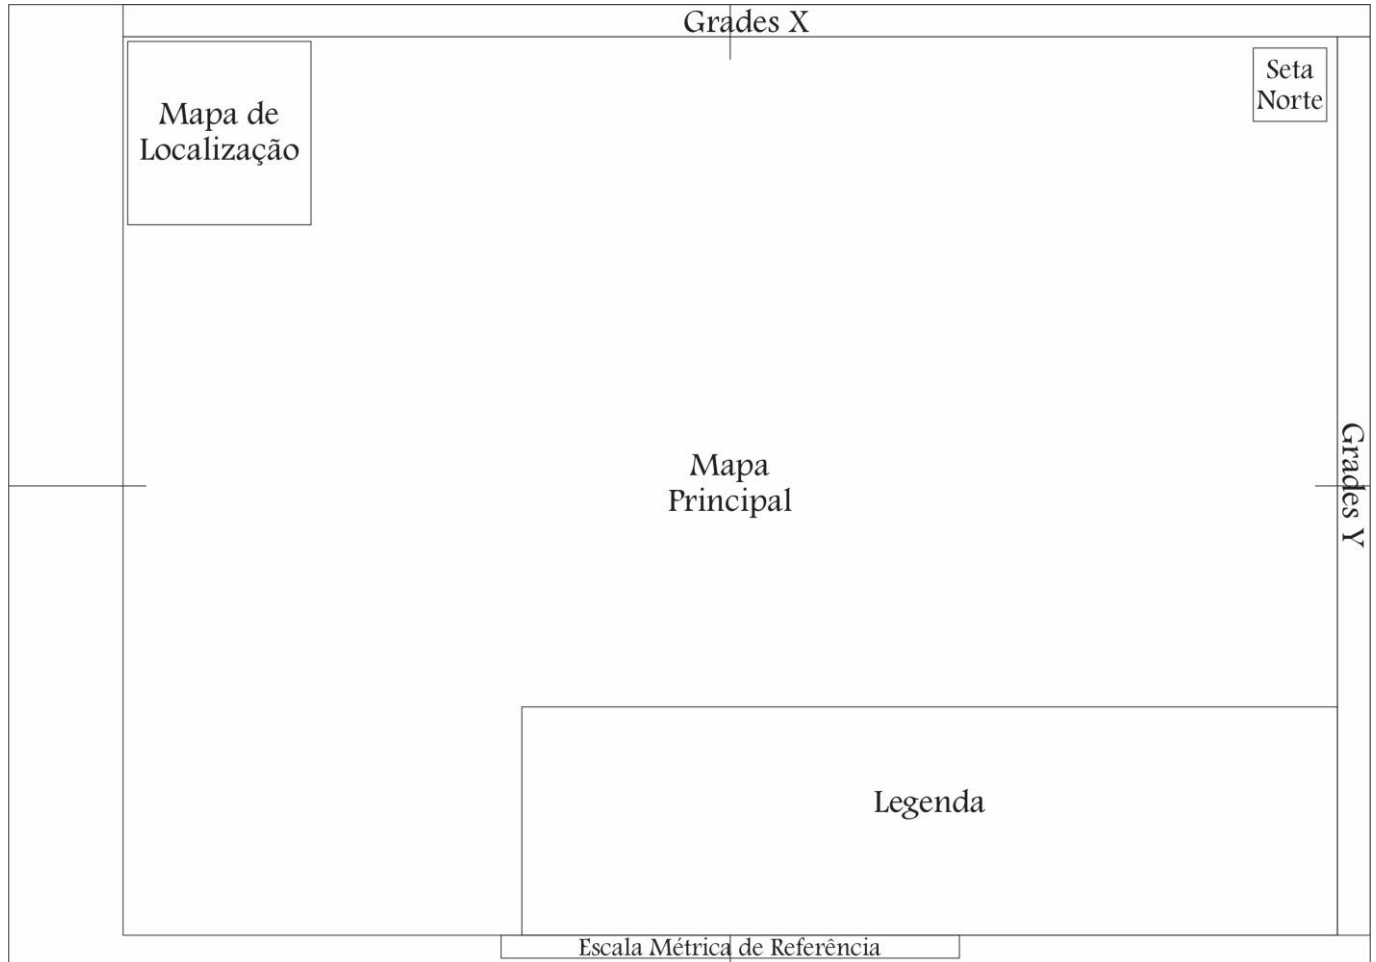 Grades X
Mapa de
Localização
Seta
Norte
Mapa
Principal
Grades Y
Legenda
Escala Métrica de Referência